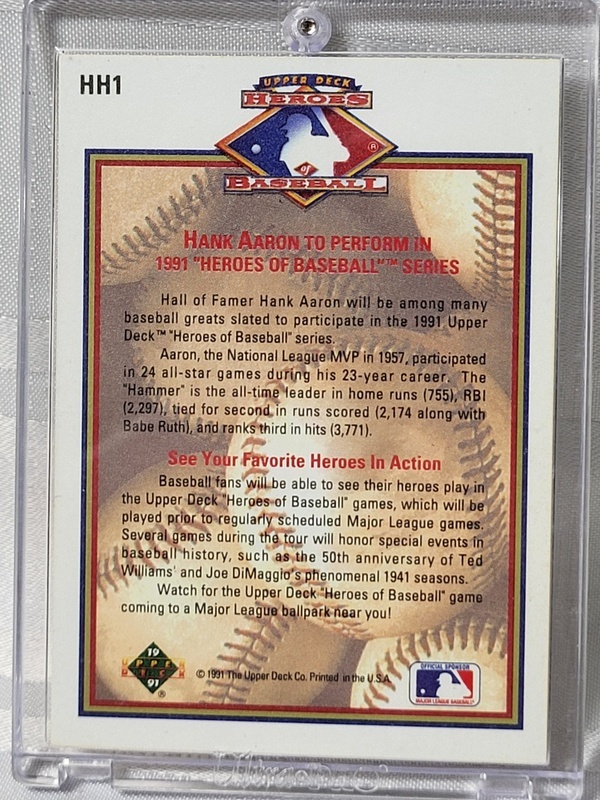 HH1
UPPER DECK
HEROES
®
of
BASEBALL
HANK AARON TO PERFORM IN
1991 "HEROES OF BASEBALL"™ SERIES
Hall of Famer Hank Aaron will be among many
baseball greats slated to participate in the 1991 Upper
Deck™ "Heroes of Baseball" series.
Aaron, the National League MVP in 1957, participated
in 24 all-star games during his 23-year career. The
"Hammer" is the all-time leader in home runs (755), RBI
(2,297), tied for second in runs scored (2,174 along with
Babe Ruth), and ranks third in hits (3,771).
See Your Favorite Heroes In Action
Baseball fans will be able to see their heroes play in
the Upper Deck "Heroes of Baseball" games, which will be
played prior to regularly scheduled Major League games.
Several games during the tour will honor special events in
baseball history, such as the 50th anniversary of Ted
Williams' and Joe DiMaggio's phenomenal 1941 seasons.
Watch for the Upper Deck "Heroes of Baseball" game
coming to a Major League ballpark near you!
19
UPPER
DECK
91
®
© 1991 The Upper Deck Co. Printed in the U.S.A.
OFFICIAL SPONSOR
MAJOR LEAGUE BASEBALL